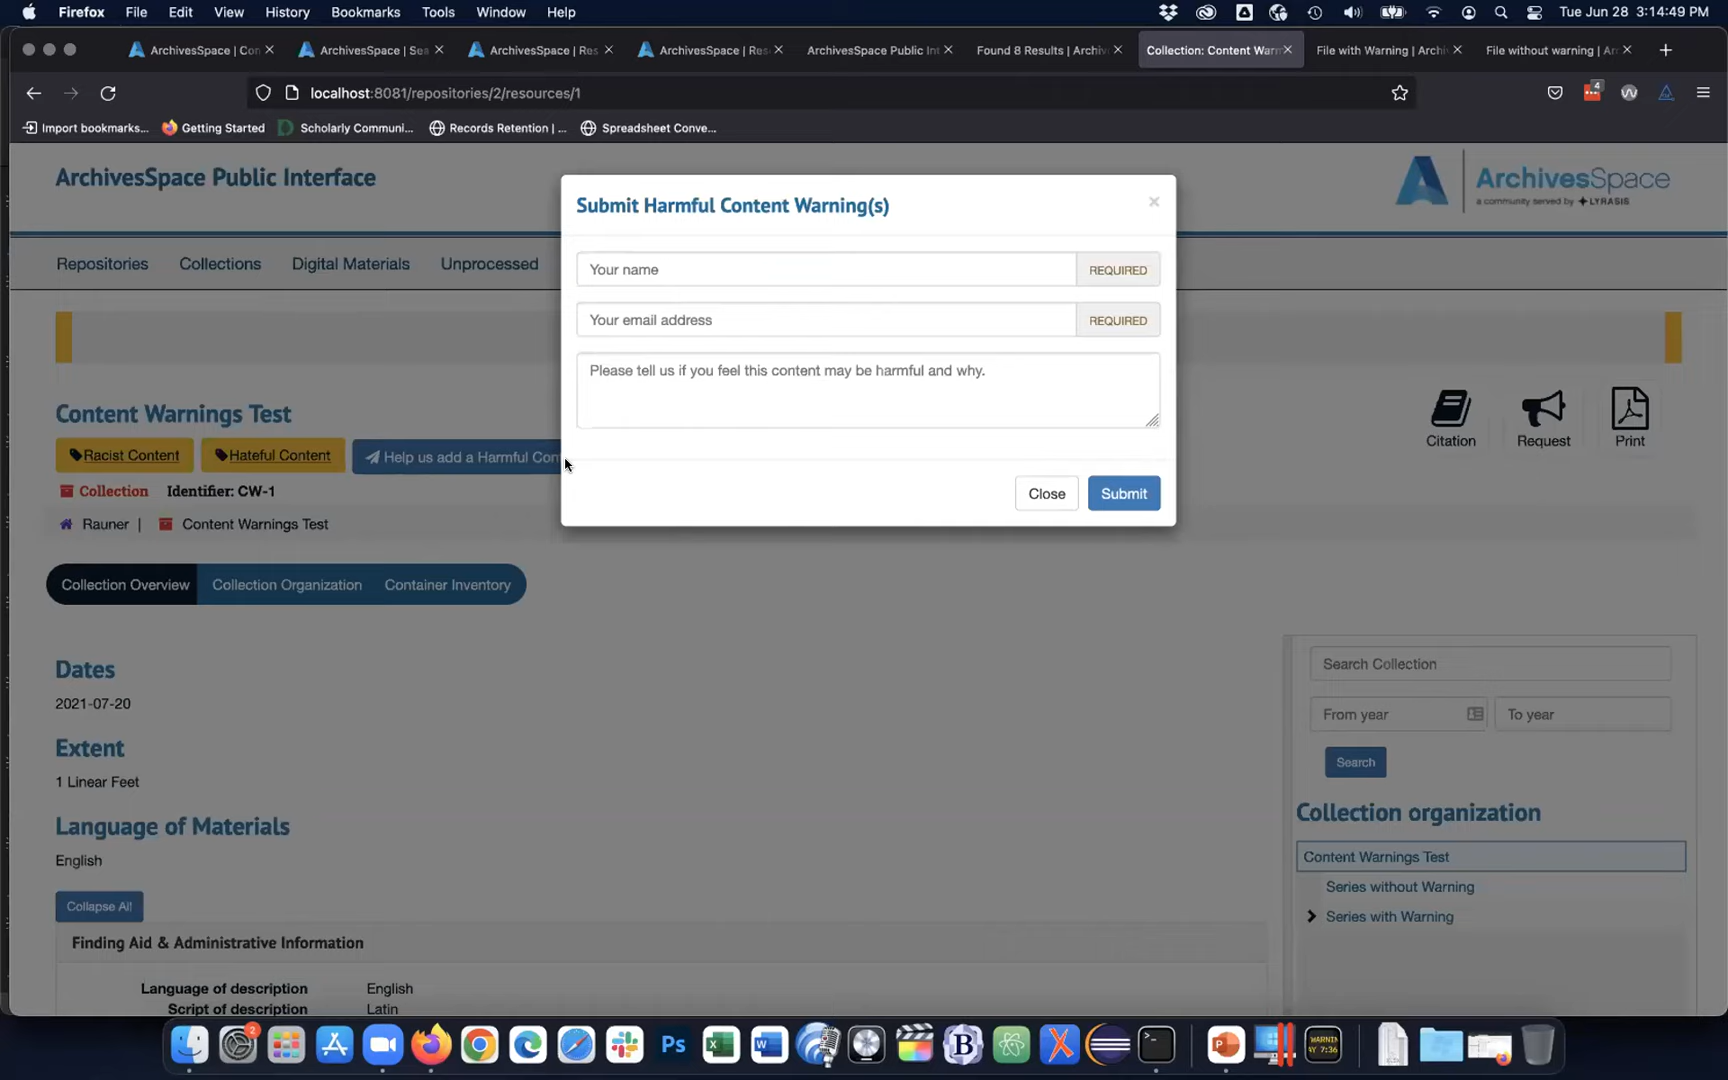 Firefox File Edit View History Bookmarks Tools Window Help Tue Jun 28 3:14:49 PM
ArchivesSpace | Con ArchivesSpace | Sea ArchivesSpace | Res ArchivesSpace | Res ArchivesSpace Public Int Found 8 Results | Archiv Collection: Content Warn File with Warning | Archi File without warning | Ar
localhost:8081/repositories/2/resources/1
4
Import bookmarks... Getting Started Scholarly Communi... Records Retention | ... Spreadsheet Conve...
ArchivesSpace Public Interface
ArchivesSpace
a community served by LYRASIS
Submit Harmful Content Warning(s)
×
Your name REQUIRED
Your email address REQUIRED
Please tell us if you feel this content may be harmful and why.
Close Submit
Repositories Collections Digital Materials Unprocessed
Content Warnings Test
Citation Request Print
Racist Content Hateful Content Help us add a Harmful Con
Collection Identifier: CW-1
Rauner | Content Warnings Test
Collection Overview Collection Organization Container Inventory
Dates
2021-07-20
Extent
1 Linear Feet
Language of Materials
English
Collapse All
Finding Aid & Administrative Information
Language of description English
Script of description Latin
Search Collection
From year To year
Search
Collection organization
Content Warnings Test
Series without Warning
Series with Warning
2
Ps
WARNIN
AY 7:36